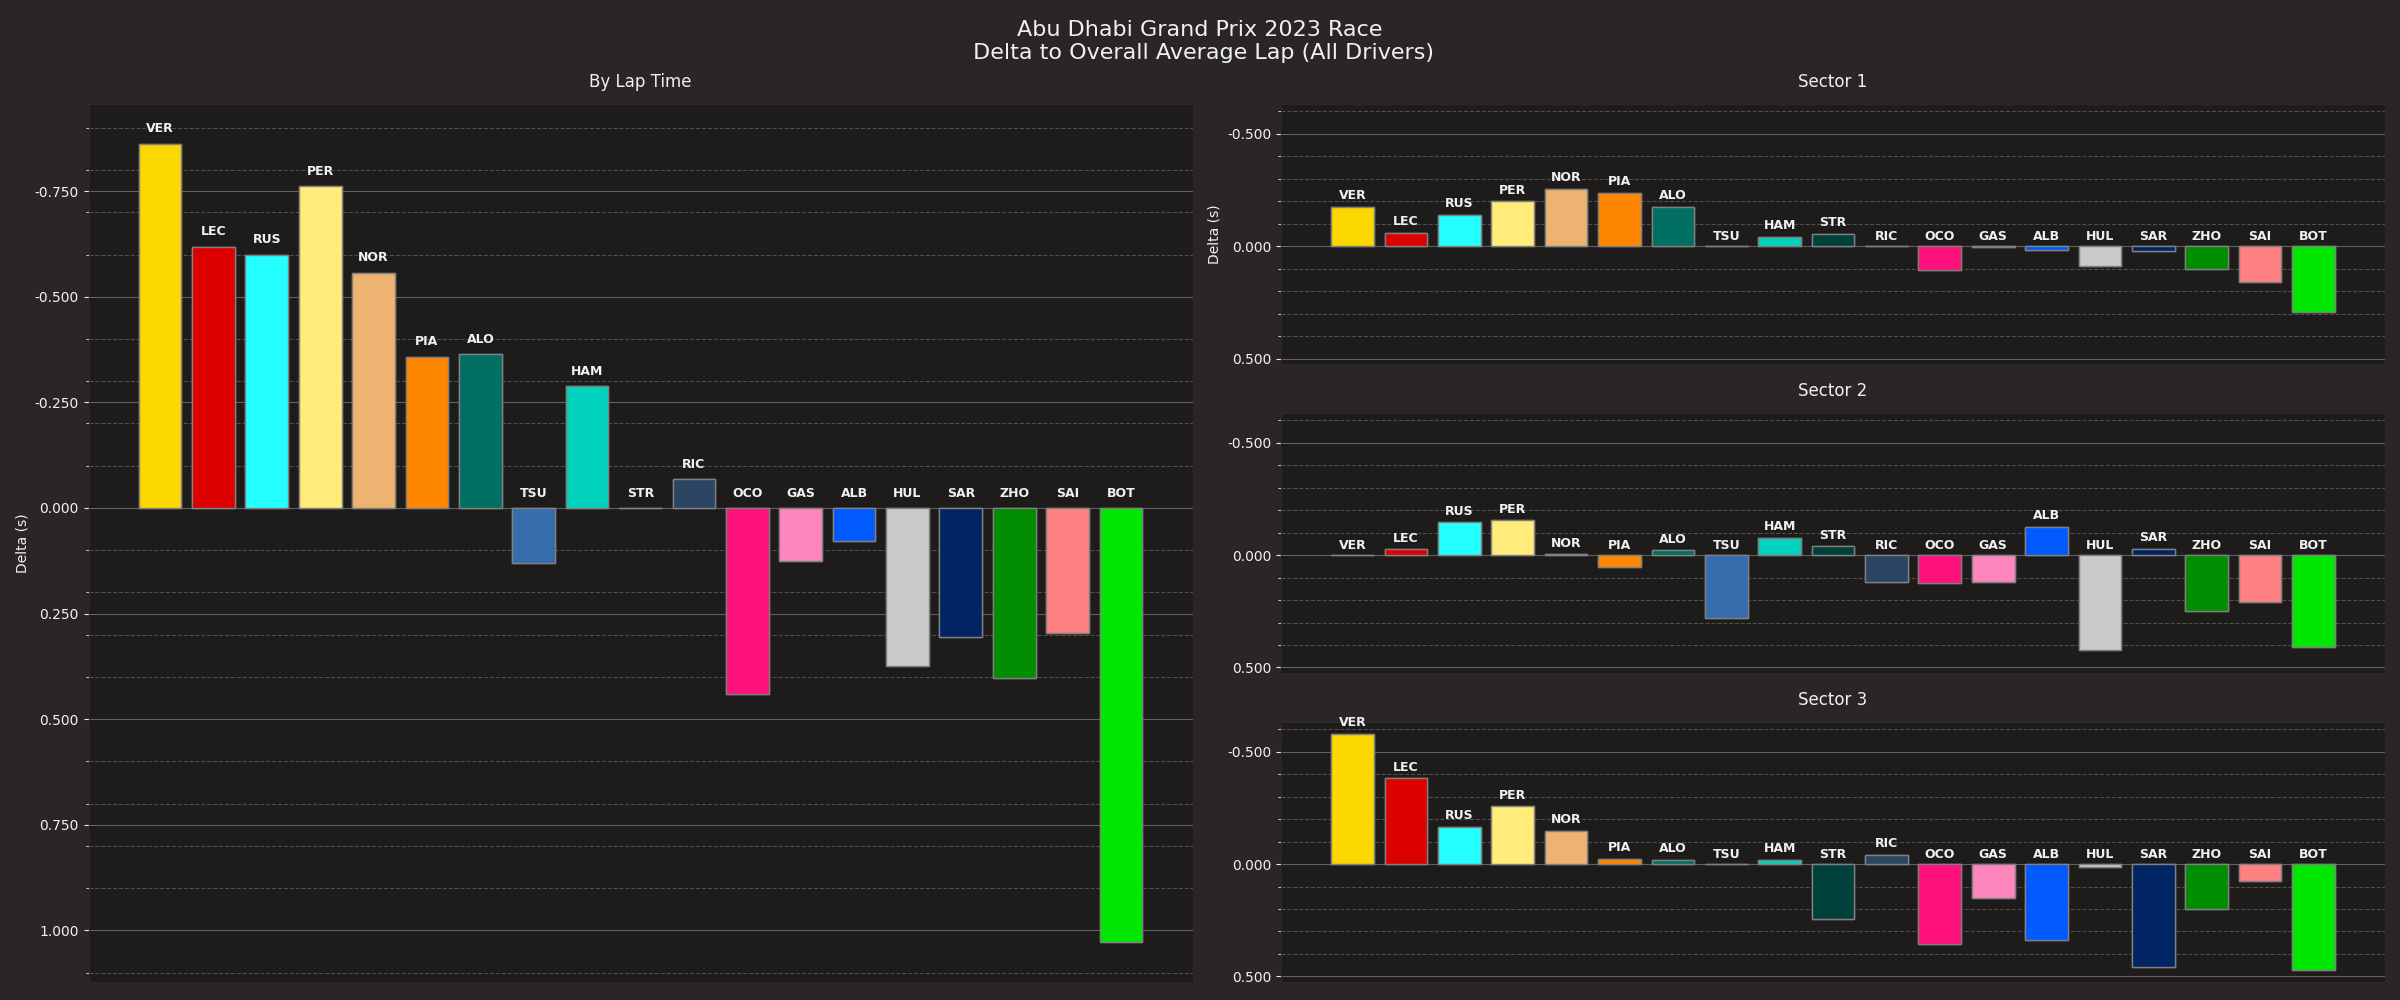 Abu Dhabi Grand Prix 2023 Race
Delta to Overall Average Lap (All Drivers)
By Lap Time
Delta (s)
-0.750
-0.500
-0.250
0.000
0.250
0.500
0.750
1.000
VER
LEC
RUS
PER
NOR
PIA
ALO
TSU
HAM
STR
RIC
OCO
GAS
ALB
HUL
SAR
ZHO
SAI
BOT
Sector 1
Delta (s)
-0.500
0.000
0.500
VER
LEC
RUS
PER
NOR
PIA
ALO
TSU
HAM
STR
RIC
OCO
GAS
ALB
HUL
SAR
ZHO
SAI
BOT
Sector 2
-0.500
0.000
0.500
VER
LEC
RUS
PER
NOR
PIA
ALO
TSU
HAM
STR
RIC
OCO
GAS
ALB
HUL
SAR
ZHO
SAI
BOT
Sector 3
-0.500
0.000
0.500
VER
LEC
RUS
PER
NOR
PIA
ALO
TSU
HAM
STR
RIC
OCO
GAS
ALB
HUL
SAR
ZHO
SAI
BOT